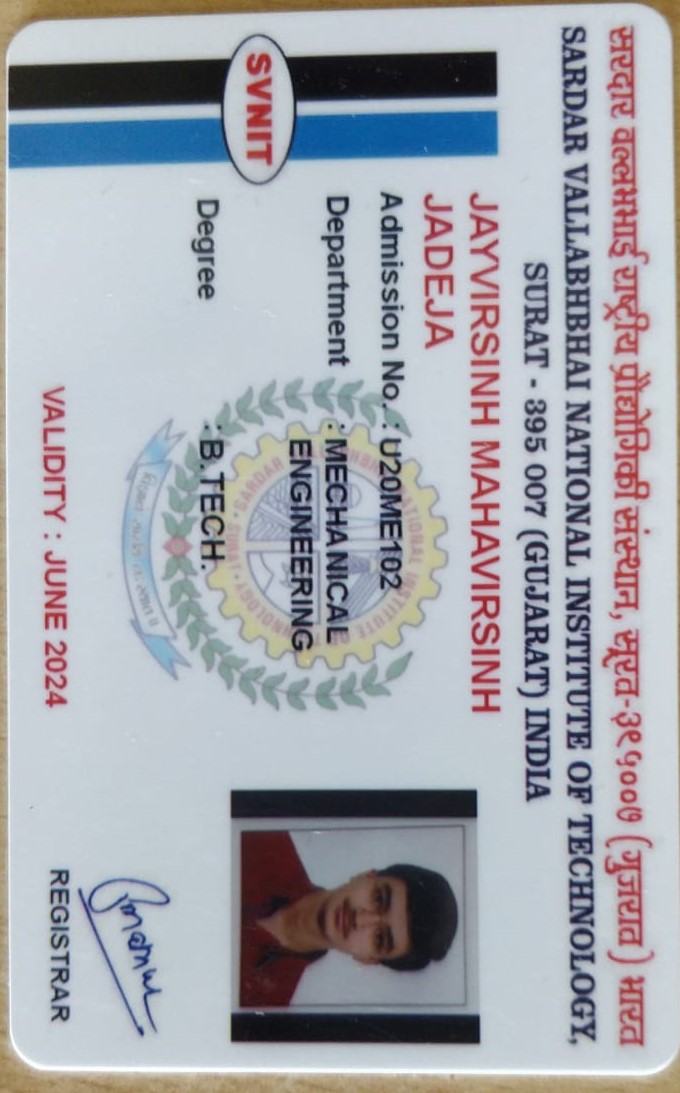 सरदार वल्लभभाई राष्ट्रीय प्रौद्योगिकी संस्थान, सूरत-३९५००७ (गुजरात) भारत
SARDAR VALLABHBHAI NATIONAL INSTITUTE OF TECHNOLOGY,
SURAT - 395 007 (GUJARAT) INDIA
JAYVIRSINH MAHAVIRSINH
JADEJA
Admission No. : U20ME102
Department : MECHANICAL
ENGINEERING
SVNIT
Degree : B.TECH.
VALIDITY : JUNE 2024
REGISTRAR